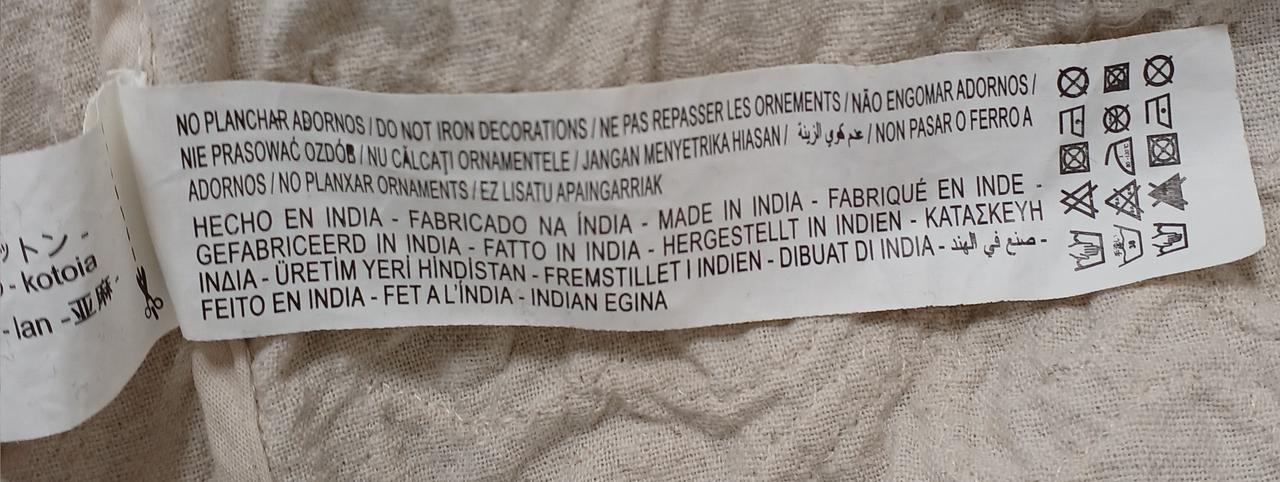 NO PLANCHAR ADORNOS / DO NOT IRON DECORATIONS / NE PAS REPASSER LES ORNEMENTS / NÃO ENGOMAR ADORNOS /
NIE PRASOWAĆ OZDÓB / NU CĂLCAȚI ORNAMENTELE / JANGAN MENYETRIKA HIASAN / عدم كوي الزينة / NON PASAR O FERRO A
ADORNOS / NO PLANXAR ORNAMENTS / EZ LISATU APAINGARRIAK
HECHO EN INDIA - FABRICADO NA ÍNDIA - MADE IN INDIA - FABRIQUÉ EN INDE -
GEFABRICEERD IN INDIA - FATTO IN INDIA - HERGESTELLT IN INDIEN - ΚΑΤΑΣΚΕΥΗ
ΙΝΔΙΑ - ÜRETİM YERİ HİNDİSTAN - FREMSTILLET I INDIEN - DIBUAT DI INDIA - صنع في الهند -
FEITO EN INDIA - FET A L'ÍNDIA - INDIAN EGINA
ットン -
- kotoia
- lan - 亚麻 -